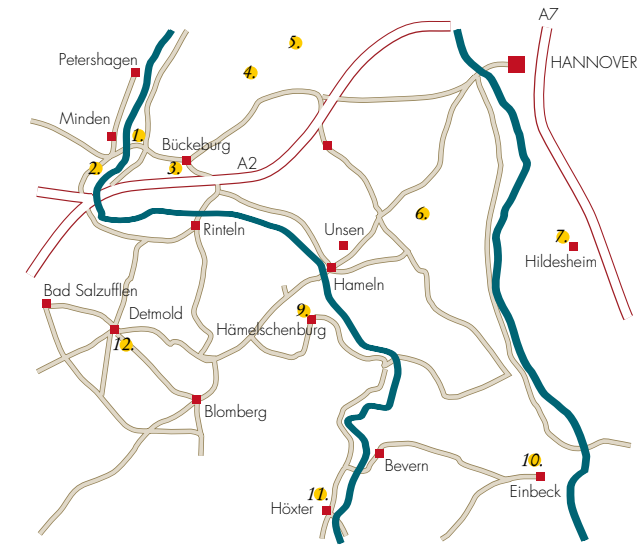 A7
5.
Petershagen
HANNOVER
4.
Minden
1.
Bückeburg
2.
3.
A2
6.
Rinteln
Unsen
7.
Hildesheim
Hameln
Bad Salzufflen
Detmold
9.
Hämelschenburg
12.
Blomberg
Bevern
10.
Einbeck
11.
Höxter